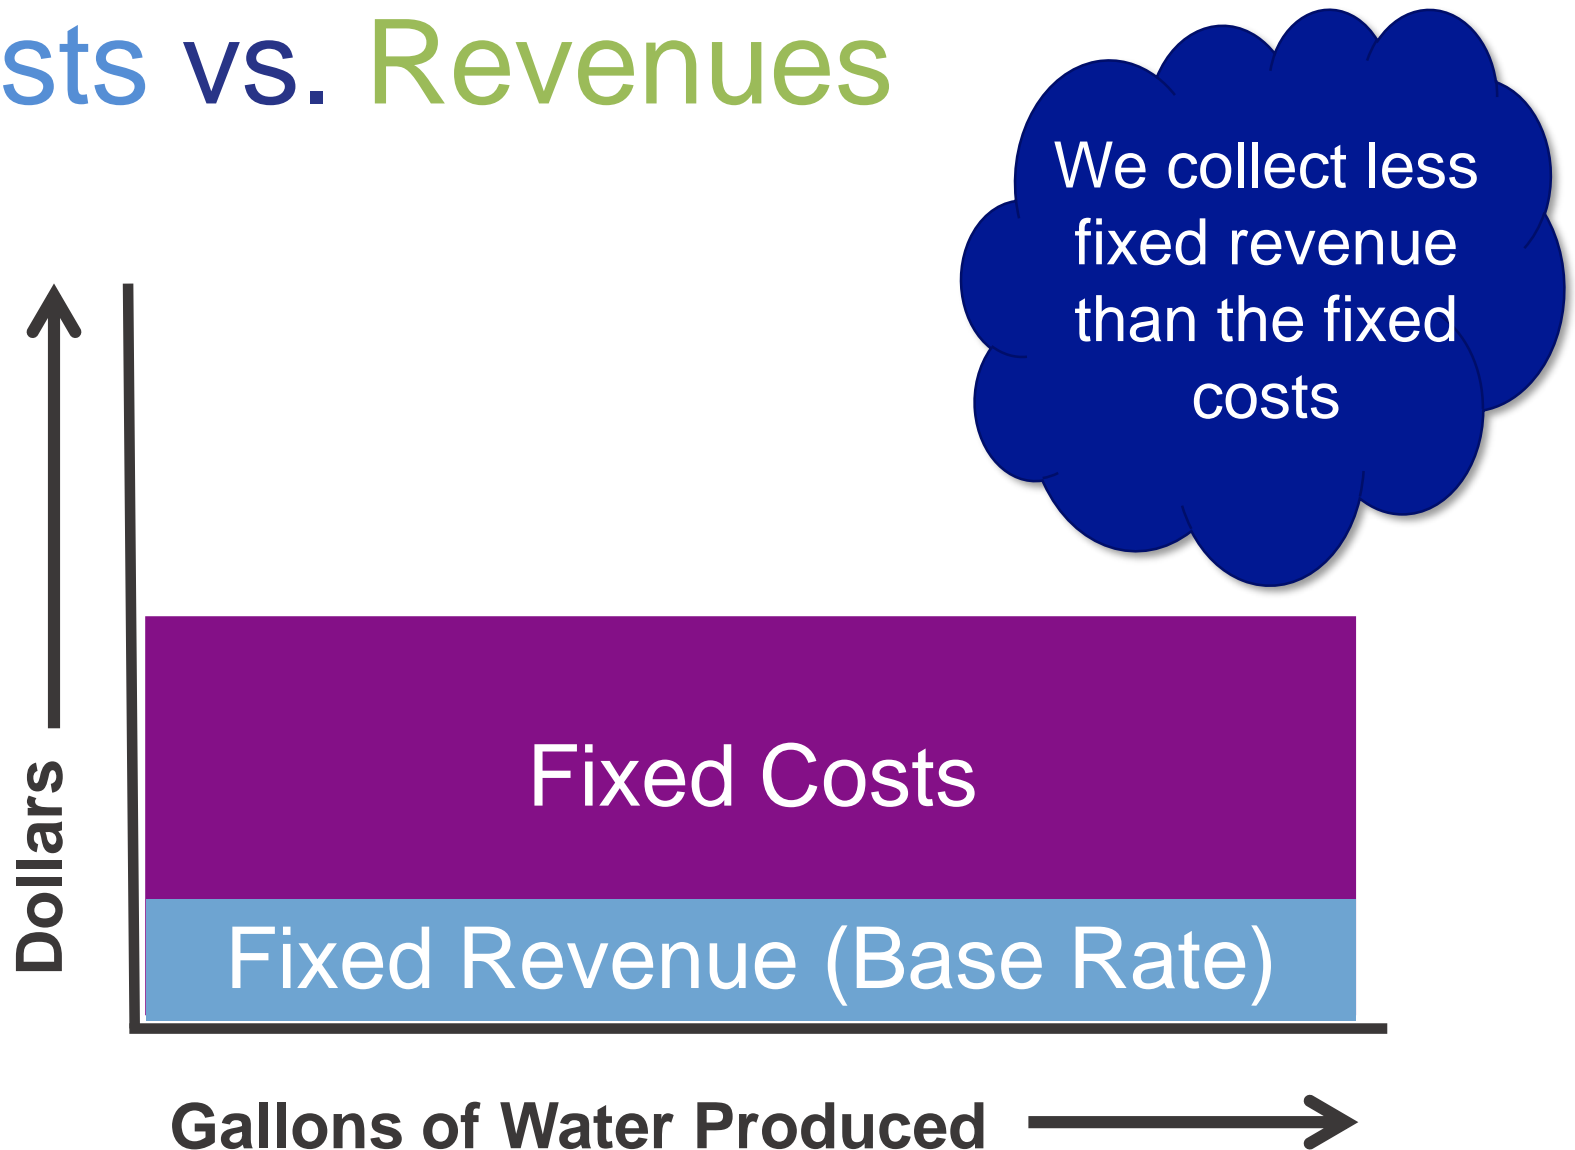 sts vs. Revenues
We collect less
fixed revenue
than the fixed
costs
Dollars
Fixed Costs
Fixed Revenue (Base Rate)
Gallons of Water Produced